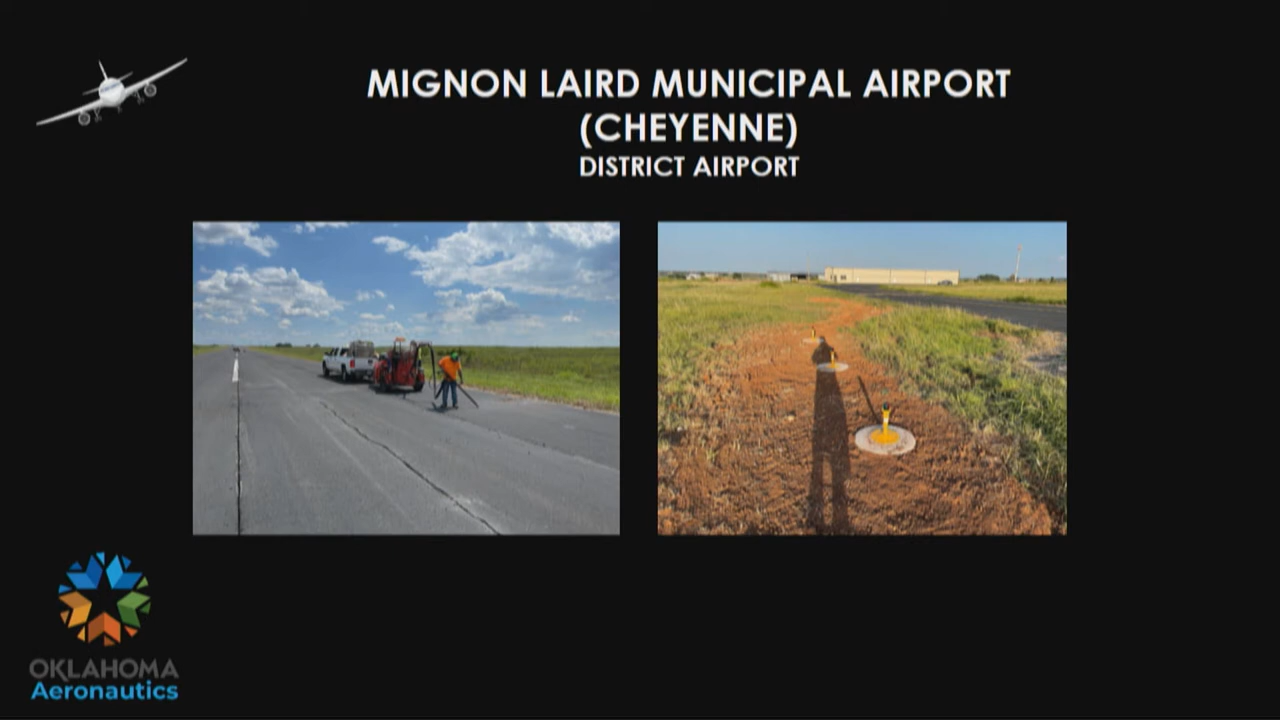 MIGNON LAIRD MUNICIPAL AIRPORT
(CHEYENNE)
DISTRICT AIRPORT
OKLAHOMA
Aeronautics